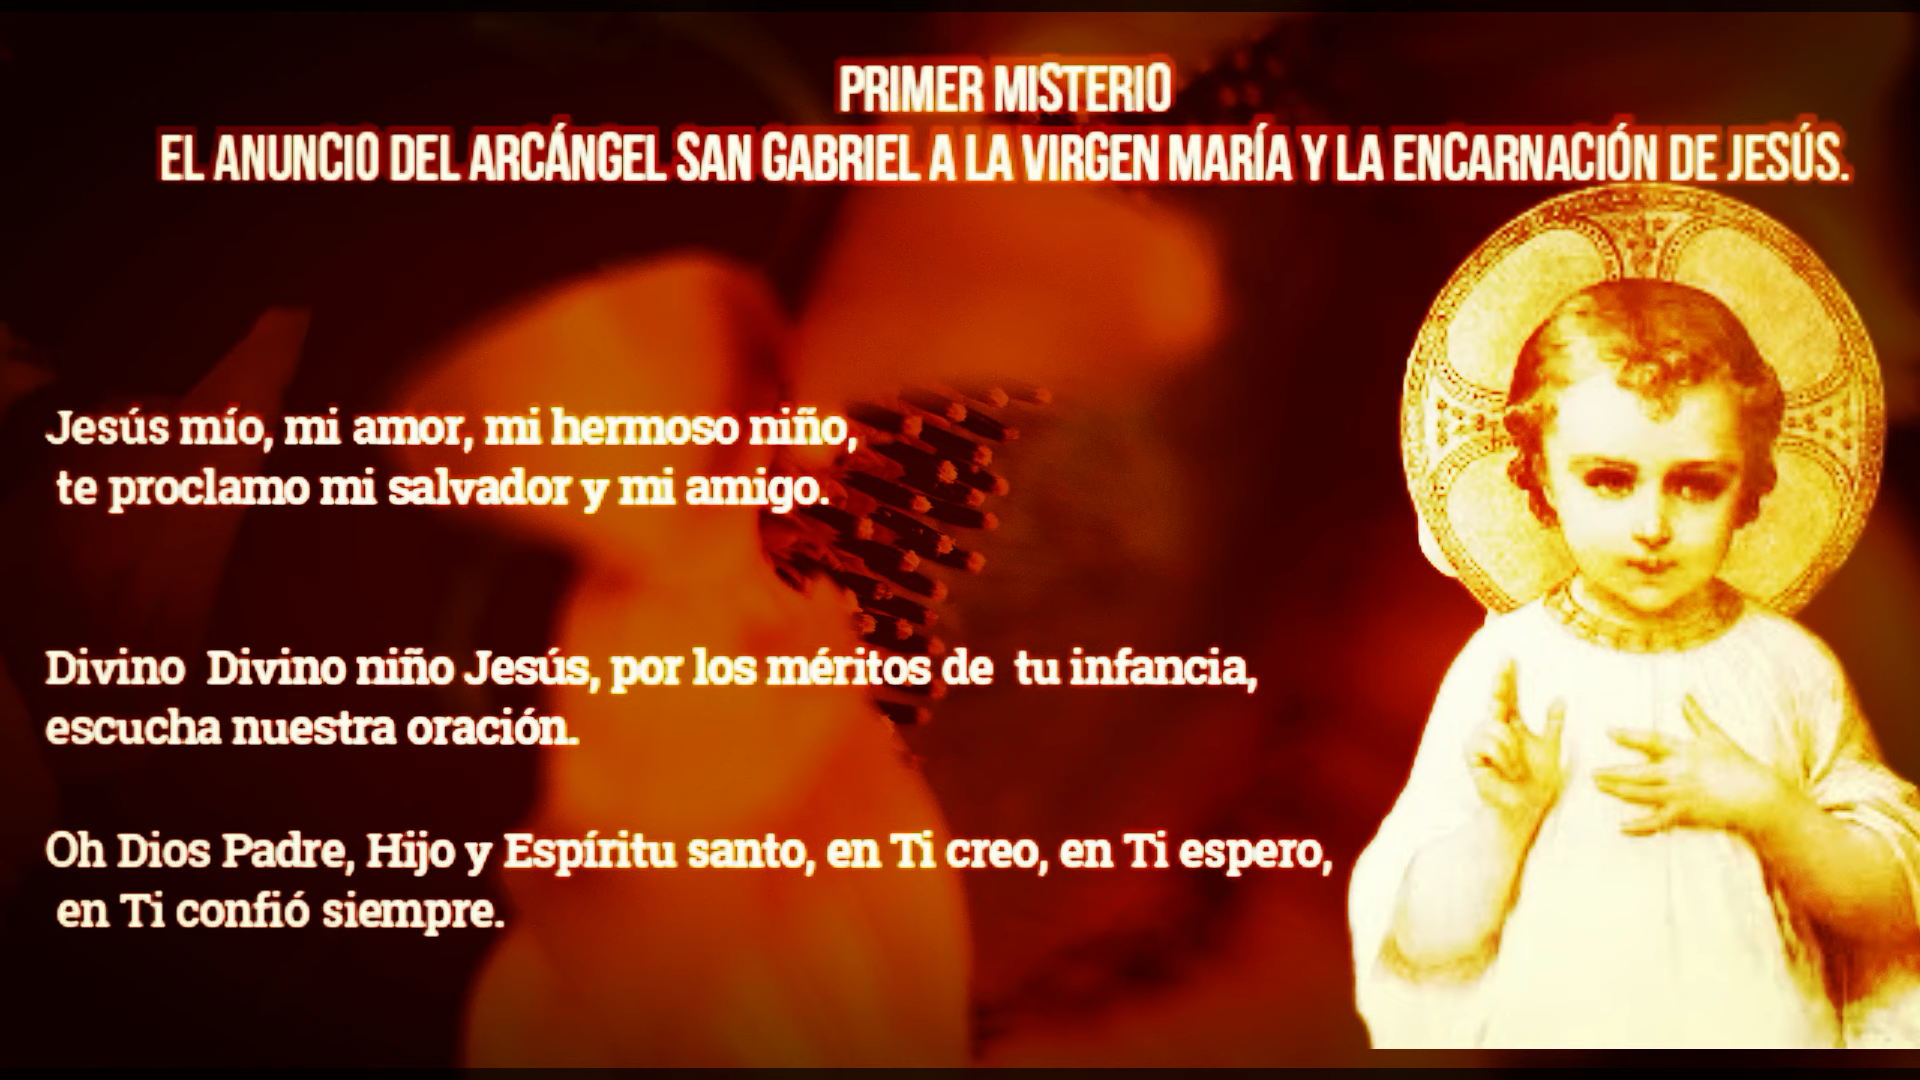 PRIMER MISTERIO
EL ANUNCIO DEL ARCÁNGEL SAN GABRIEL A LA VIRGEN MARÍA Y LA ENCARNACIÓN DE JESÚS.
Jesús mío, mi amor, mi hermoso niño,
te proclamo mi salvador y mi amigo.
Divino Divino niño Jesús, por los méritos de tu infancia,
escucha nuestra oración.
Oh Dios Padre, Hijo y Espíritu santo, en Ti creo, en Ti espero,
en Ti confió siempre.